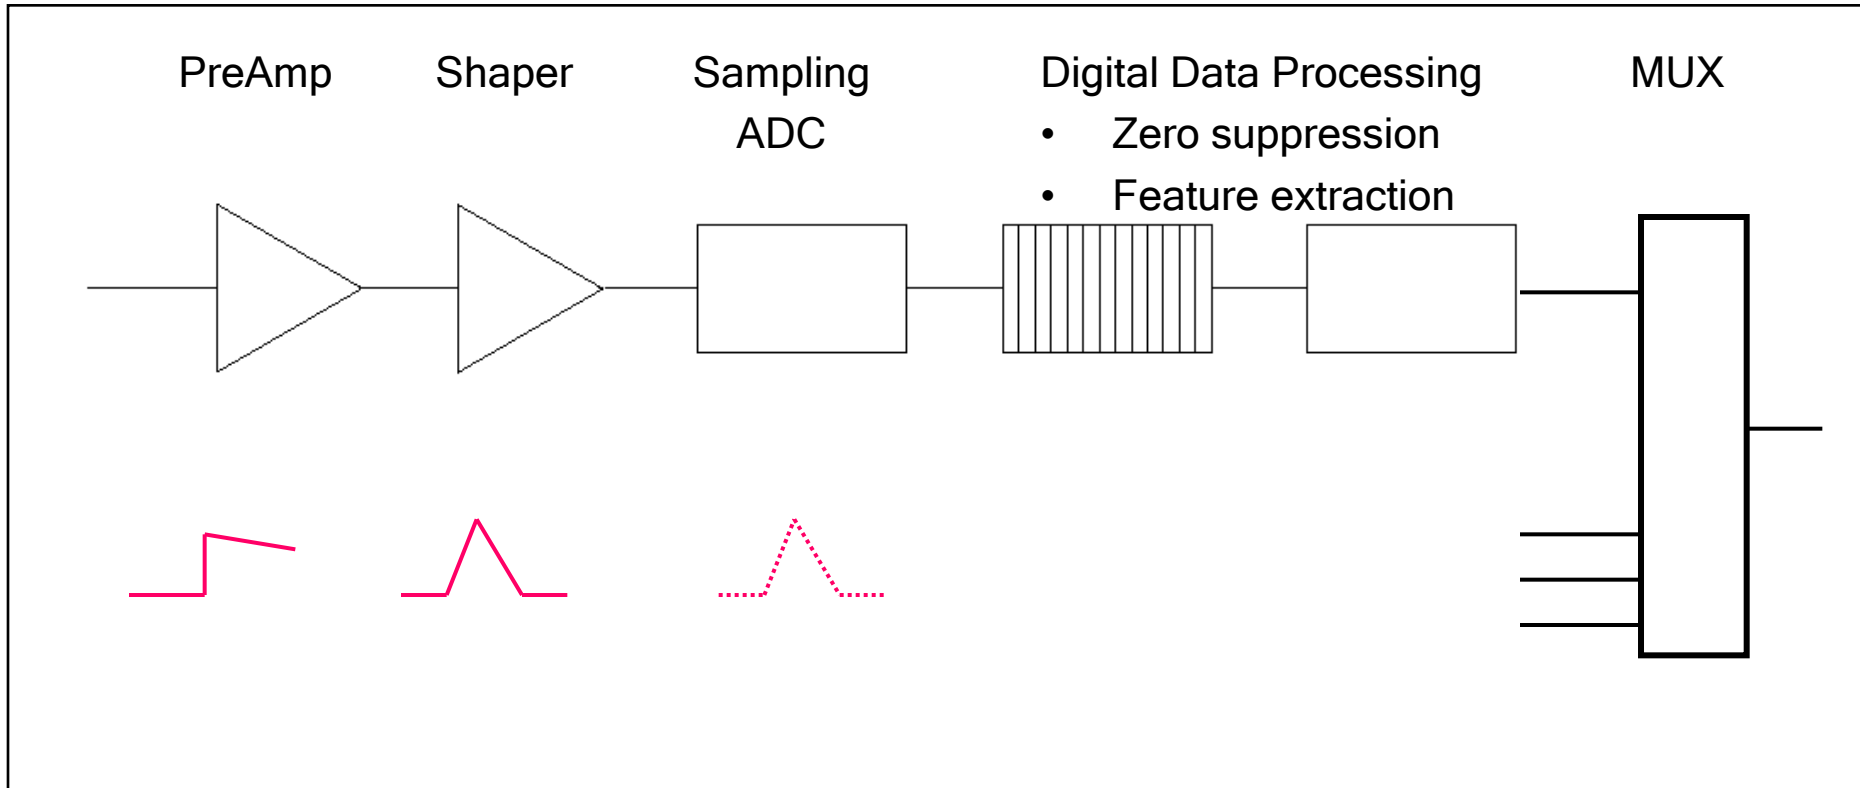 PreAmp
Shaper
Sampling
ADC
Digital Data Processing
• Zero suppression
• Feature extraction
MUX